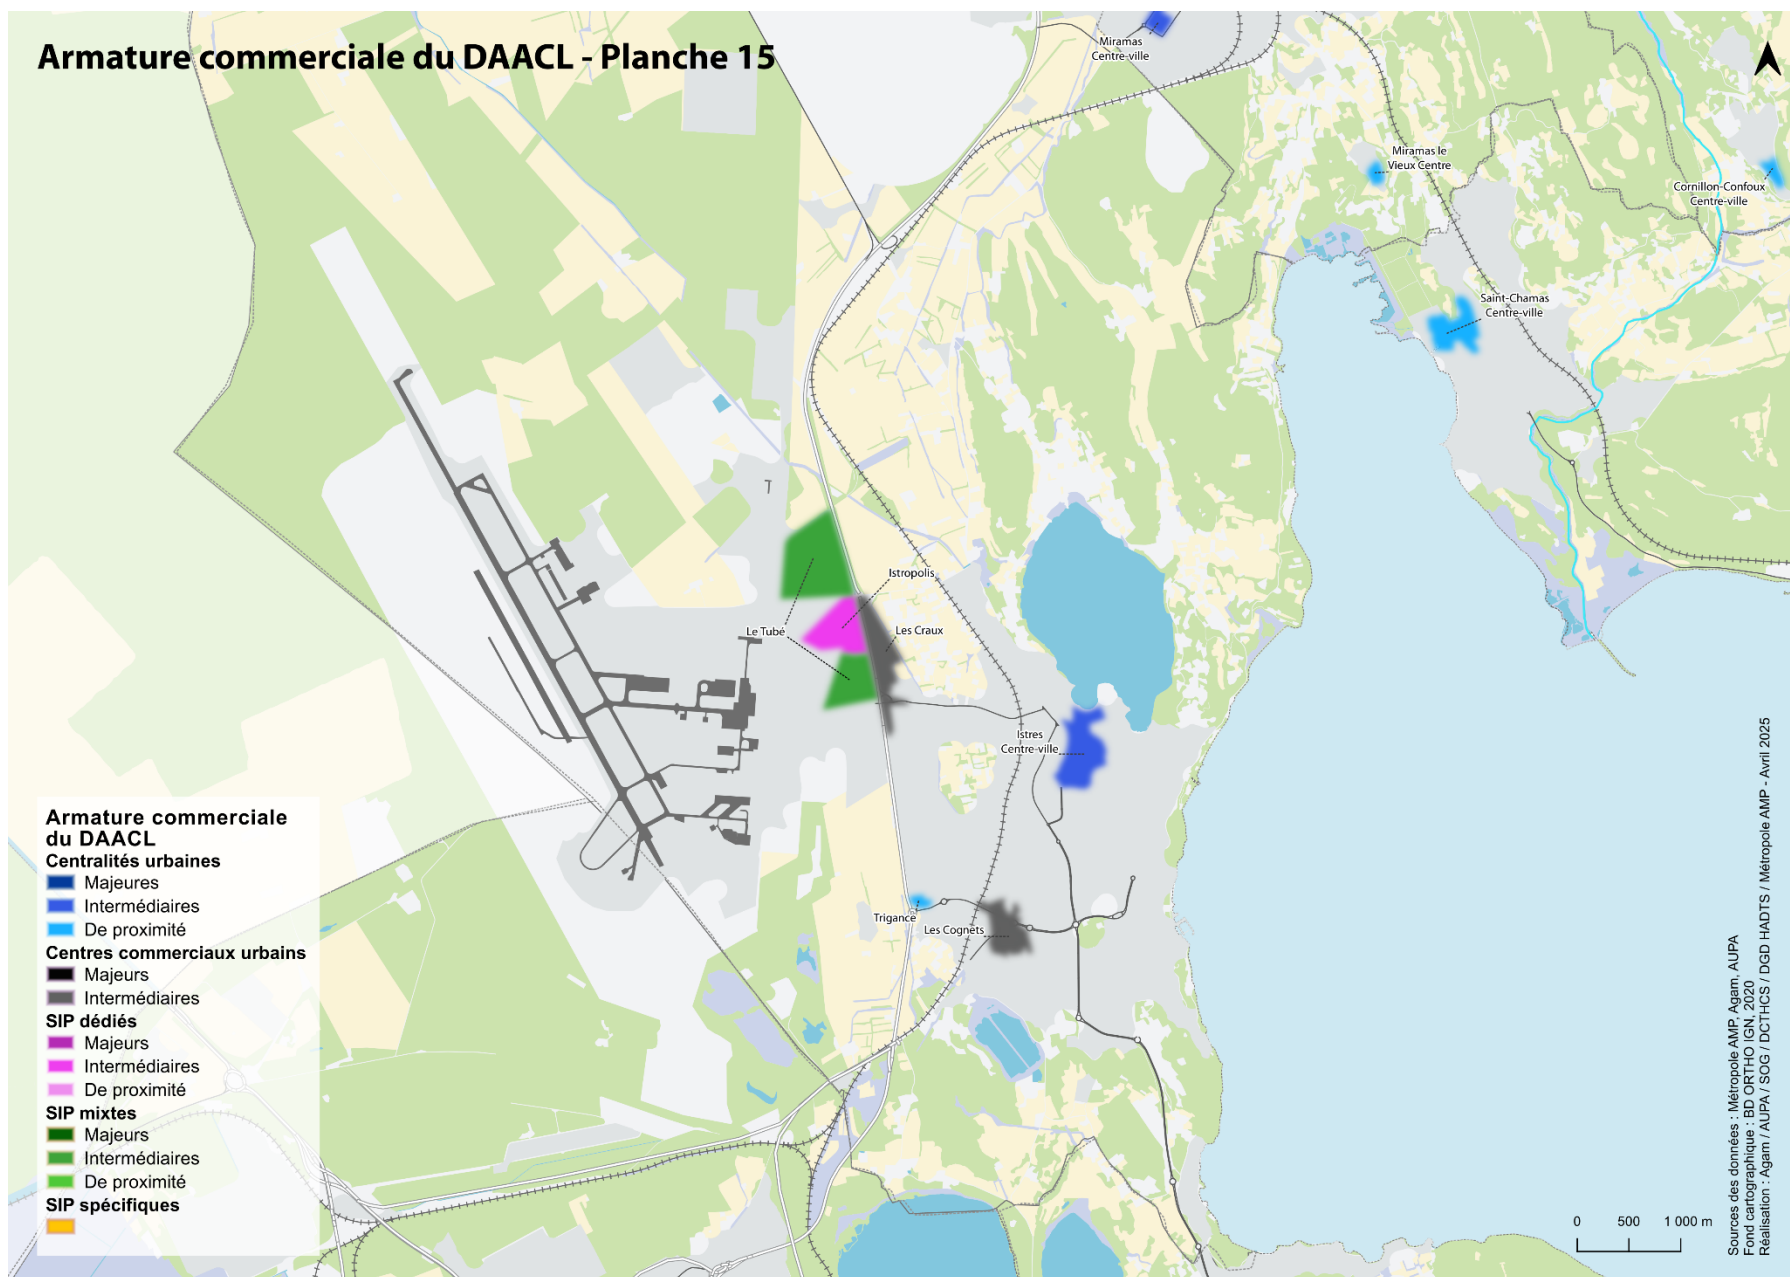 Armature commerciale du DAACL - Planche 15
Miramas
Centre-ville
Miramas le
Vieux Centre
Cornillon-Confoux
Centre-ville
Saint-Chamas
Centre-ville
Istropolis
Le Tubé
Les Craux
Istres
Centre-ville
Trigance
Les Cognets
Armature commerciale
du DAACL
Centralités urbaines
Majeures
Intermédiaires
De proximité
Centres commerciaux urbains
Majeurs
Intermédiaires
SIP dédiés
Majeurs
Intermédiaires
De proximité
SIP mixtes
Majeurs
Intermédiaires
De proximité
SIP spécifiques
0 500 1 000 m
Sources des données : Métropole AMP, Agam, AUPA
Fond cartographique : BD ORTHO IGN, 2020
Réalisation : Agam / AUPA / SOG / DCTHCS / DGD HADTS / Métropole AMP - Avril 2025